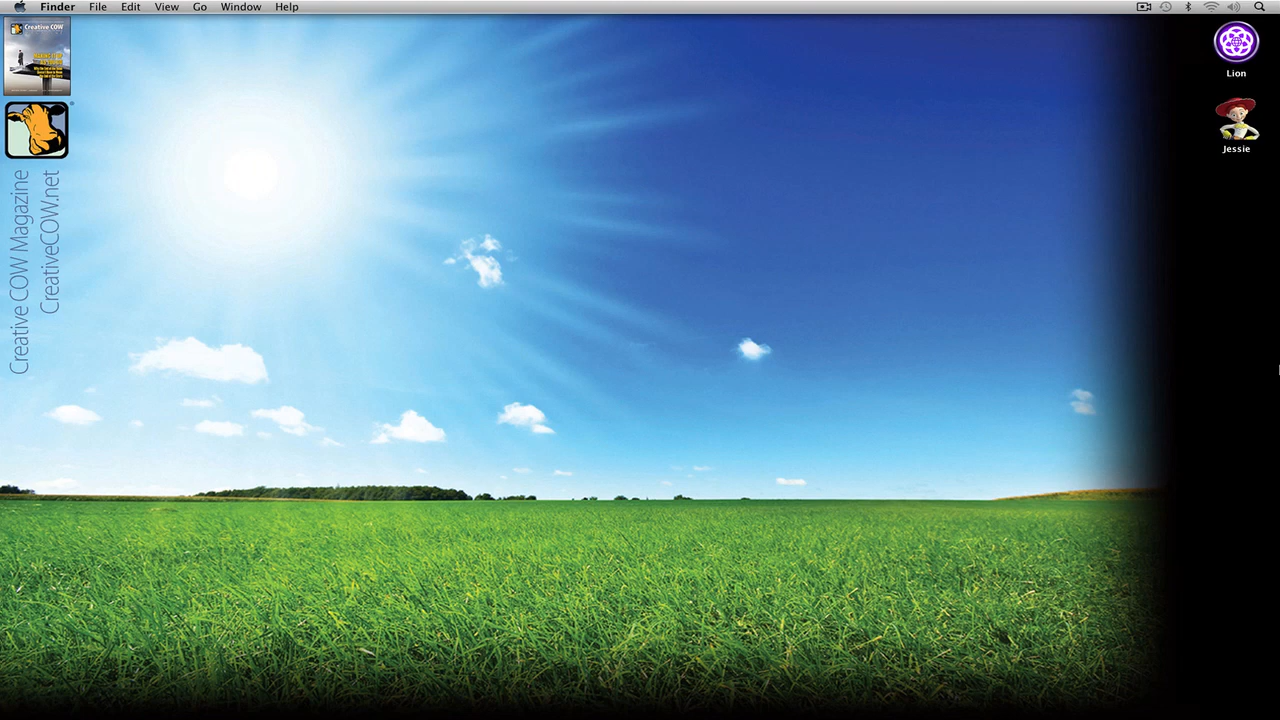 Finder File Edit View Go Window Help
Creative COW
Lion
Jessie
Creative COW Magazine
CreativeCOW.net